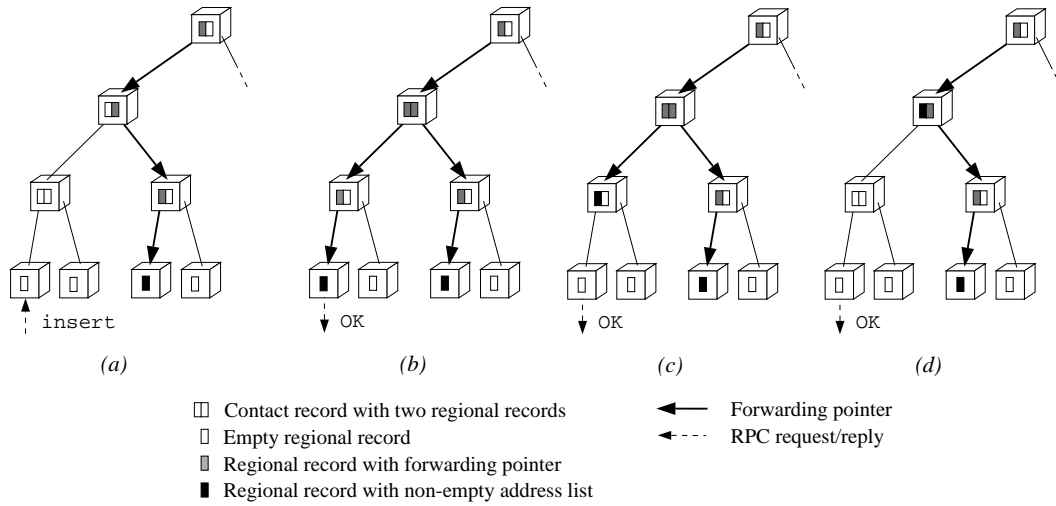 insert
OK
OK
OK
(a)
(b)
(c)
(d)
Contact record with two regional records
Empty regional record
Regional record with forwarding pointer
Regional record with non-empty address list
Forwarding pointer
RPC request/reply